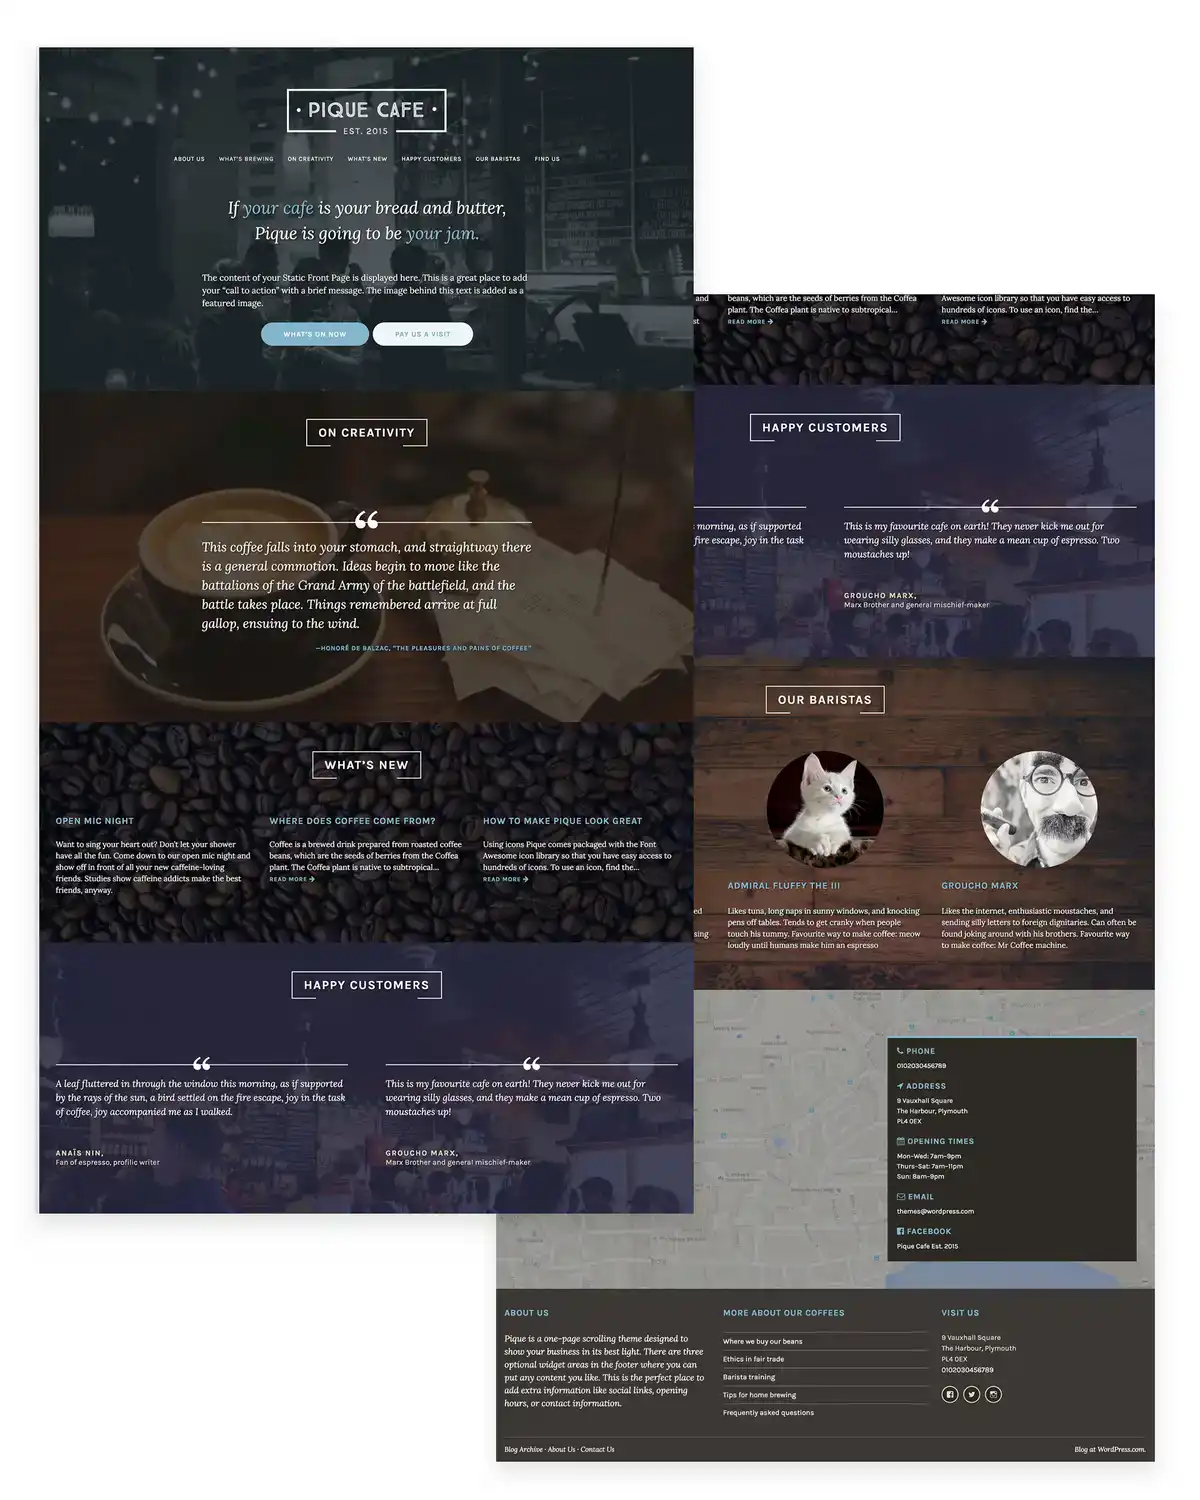 · PIQUE CAFE ·
EST. 2015
ABOUT US WHAT'S BREWING ON CREATIVITY WHAT'S NEW HAPPY CUSTOMERS OUR BARISTAS FIND US
If your cafe is your bread and butter,
Pique is going to be your jam.
The content of your Static Front Page is displayed here. This is a great place to add
your “call to action” with a brief message. The image behind this text is added as a
featured image.
WHAT'S ON NOW PAY US A VISIT
ON CREATIVITY
“
This coffee falls into your stomach, and straightway there
is a general commotion. Ideas begin to move like the
battalions of the Grand Army of the battlefield, and the
battle takes place. Things remembered arrive at full
gallop, ensuing to the wind.
—HONORÉ DE BALZAC, “THE PLEASURES AND PAINS OF COFFEE”
WHAT'S NEW
OPEN MIC NIGHT
Want to sing your heart out? Don't let your shower
have all the fun. Come down to our open mic night and
show off in front of all your new caffeine-loving
friends. Studies show caffeine addicts make the best
friends, anyway.
WHERE DOES COFFEE COME FROM?
Coffee is a brewed drink prepared from roasted coffee
beans, which are the seeds of berries from the Coffea
plant. The Coffea plant is native to subtropical...
READ MORE →
HOW TO MAKE PIQUE LOOK GREAT
Using icons Pique comes packaged with the Font
Awesome icon library so that you have easy access to
hundreds of icons. To use an icon, find the...
READ MORE →
HAPPY CUSTOMERS
“
A leaf fluttered in through the window this morning, as if supported
by the rays of the sun, a bird settled on the fire escape, joy in the task
of coffee, joy accompanied me as I walked.
ANAÏS NIN,
Fan of espresso, profilic writer
“
This is my favourite cafe on earth! They never kick me out for
wearing silly glasses, and they make a mean cup of espresso. Two
moustaches up!
GROUCHO MARX,
Marx Brother and general mischief-maker
and
st
beans, which are the seeds of berries from the Coffea
plant. The Coffea plant is native to subtropical...
READ MORE →
Awesome icon library so that you have easy access to
hundreds of icons. To use an icon, find the...
READ MORE →
HAPPY CUSTOMERS
s morning, as if supported
fire escape, joy in the task
“
This is my favourite cafe on earth! They never kick me out for
wearing silly glasses, and they make a mean cup of espresso. Two
moustaches up!
GROUCHO MARX,
Marx Brother and general mischief-maker
OUR BARISTAS
ed
sing
ADMIRAL FLUFFY THE III
Likes tuna, long naps in sunny windows, and knocking
pens off tables. Tends to get cranky when people
touch his tummy. Favourite way to make coffee: meow
loudly until humans make him an espresso
GROUCHO MARX
Likes the internet, enthusiastic moustaches, and
sending silly letters to foreign dignitaries. Can often be
found joking around with his brothers. Favourite way
to make coffee: Mr Coffee machine.
PHONE
0102030456789
ADDRESS
9 Vauxhall Square
The Harbour, Plymouth
PL4 0EX
OPENING TIMES
Mon-Wed: 7am-9pm
Thurs-Sat: 7am-11pm
Sun: 8am-9pm
EMAIL
themes@wordpress.com
FACEBOOK
Pique Cafe Est. 2015
ABOUT US
Pique is a one-page scrolling theme designed to
show your business in its best light. There are three
optional widget areas in the footer where you can
put any content you like. This is the perfect place to
add extra information like social links, opening
hours, or contact information.
MORE ABOUT OUR COFFEES
Where we buy our beans
Ethics in fair trade
Barista training
Tips for home brewing
Frequently asked questions
VISIT US
9 Vauxhall Square
The Harbour, Plymouth
PL4 0EX
0102030456789
Blog Archive · About Us · Contact Us
Blog at WordPress.com.